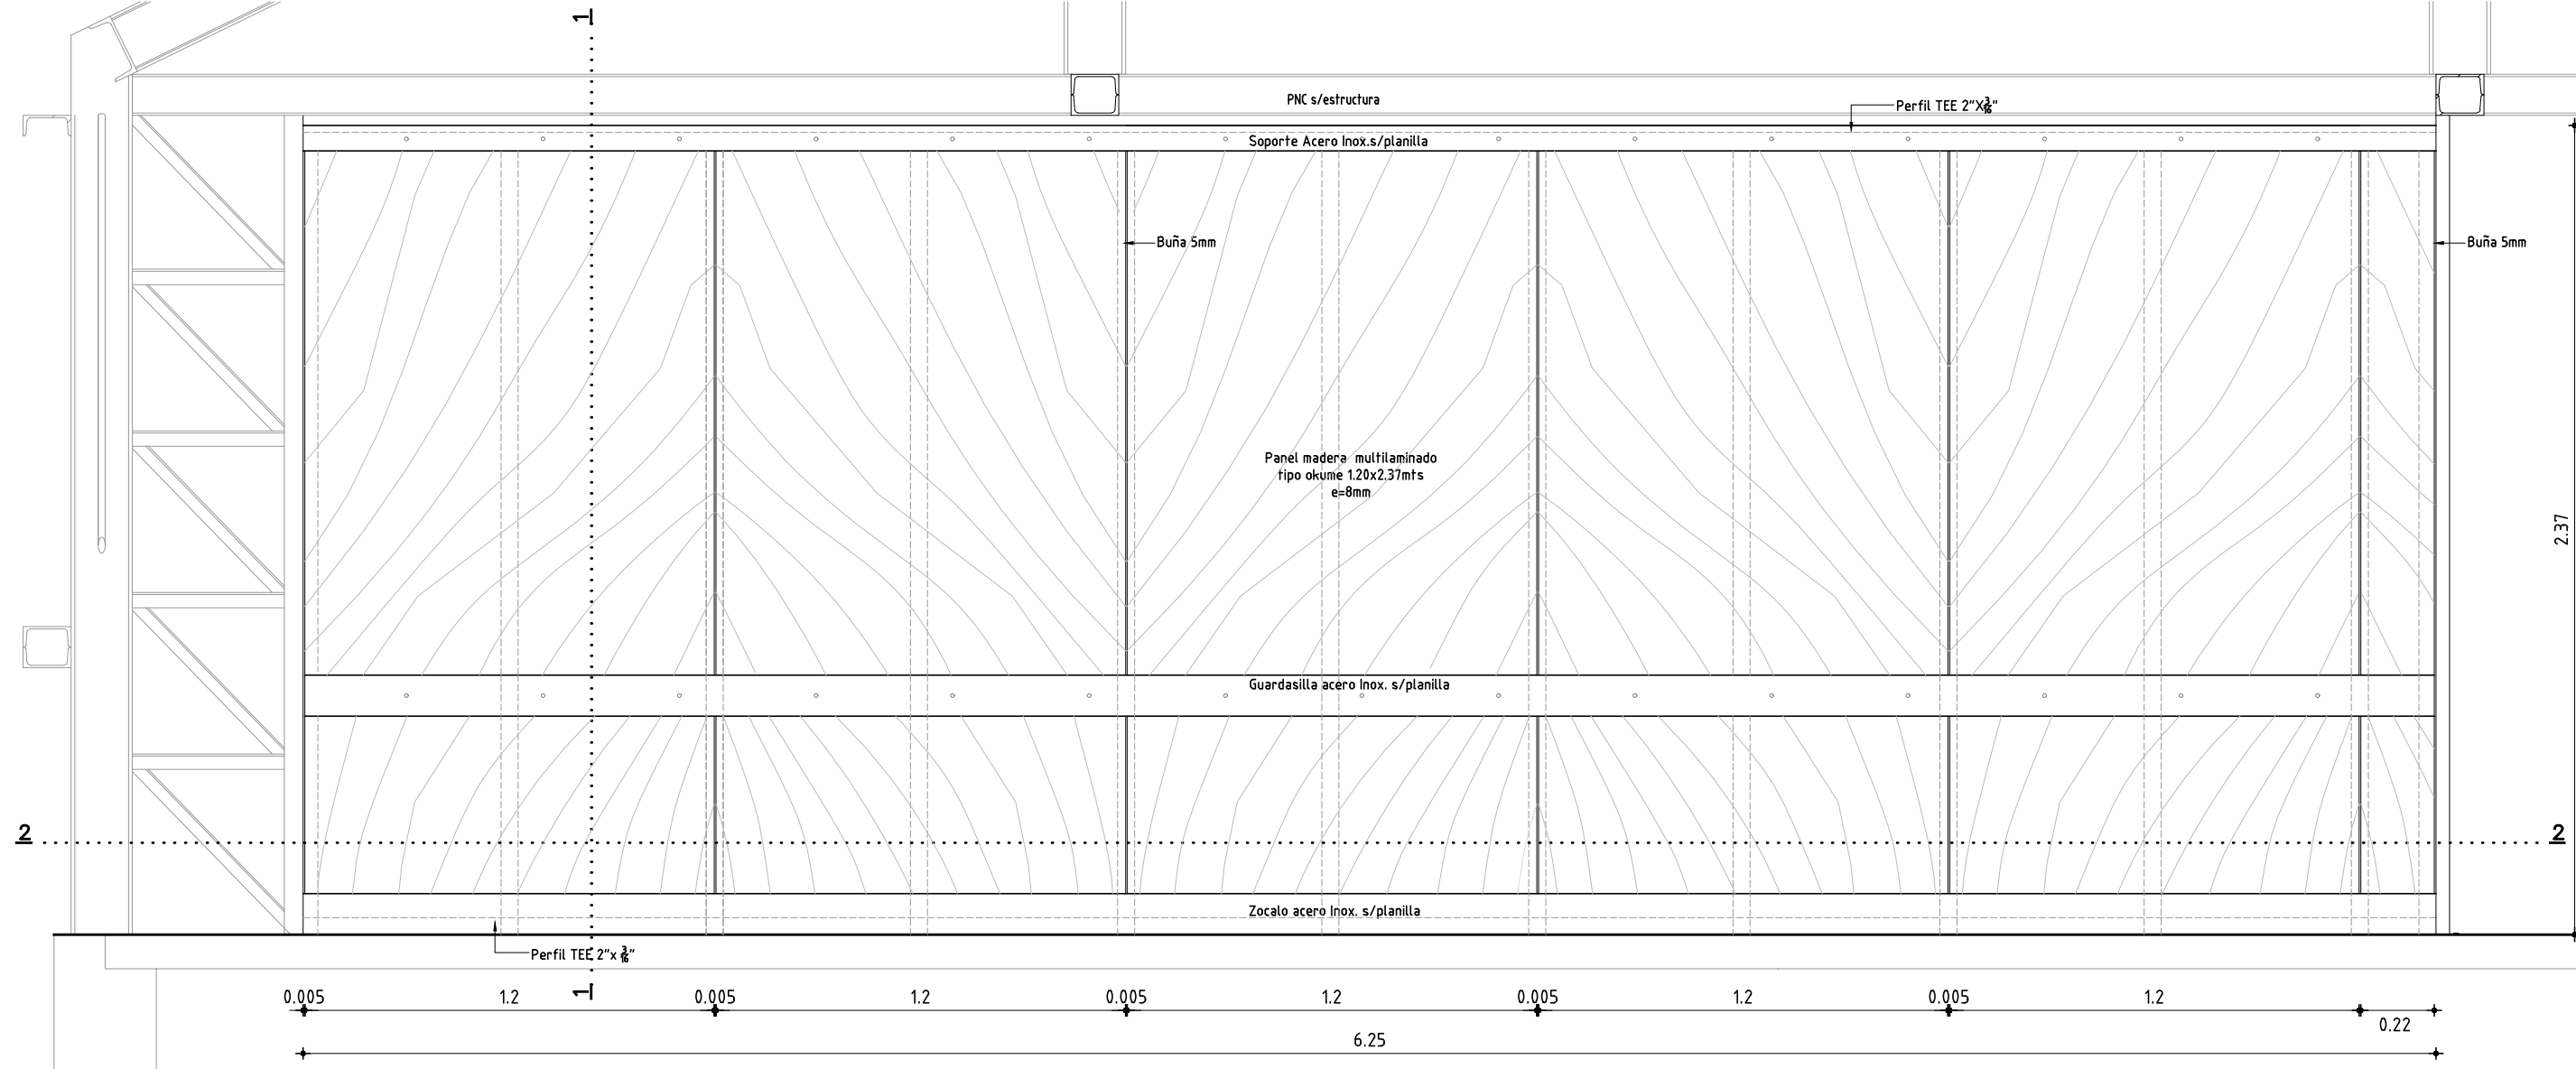 1
PNC s/estructura
Perfil TEE 2"X3/16"
Soporte Acero Inox.s/planilla
Buña 5mm
Buña 5mm
Panel madera multilaminado
tipo okume 1.20x2.37mts
e=8mm
2.37
Guardasilla acero Inox. s/planilla
2
2
Zocalo acero Inox. s/planilla
Perfil TEE 2"x 3/16"
1
0.005 1.2 0.005 1.2 0.005 1.2 0.005 1.2 0.005 1.2
0.22
6.25